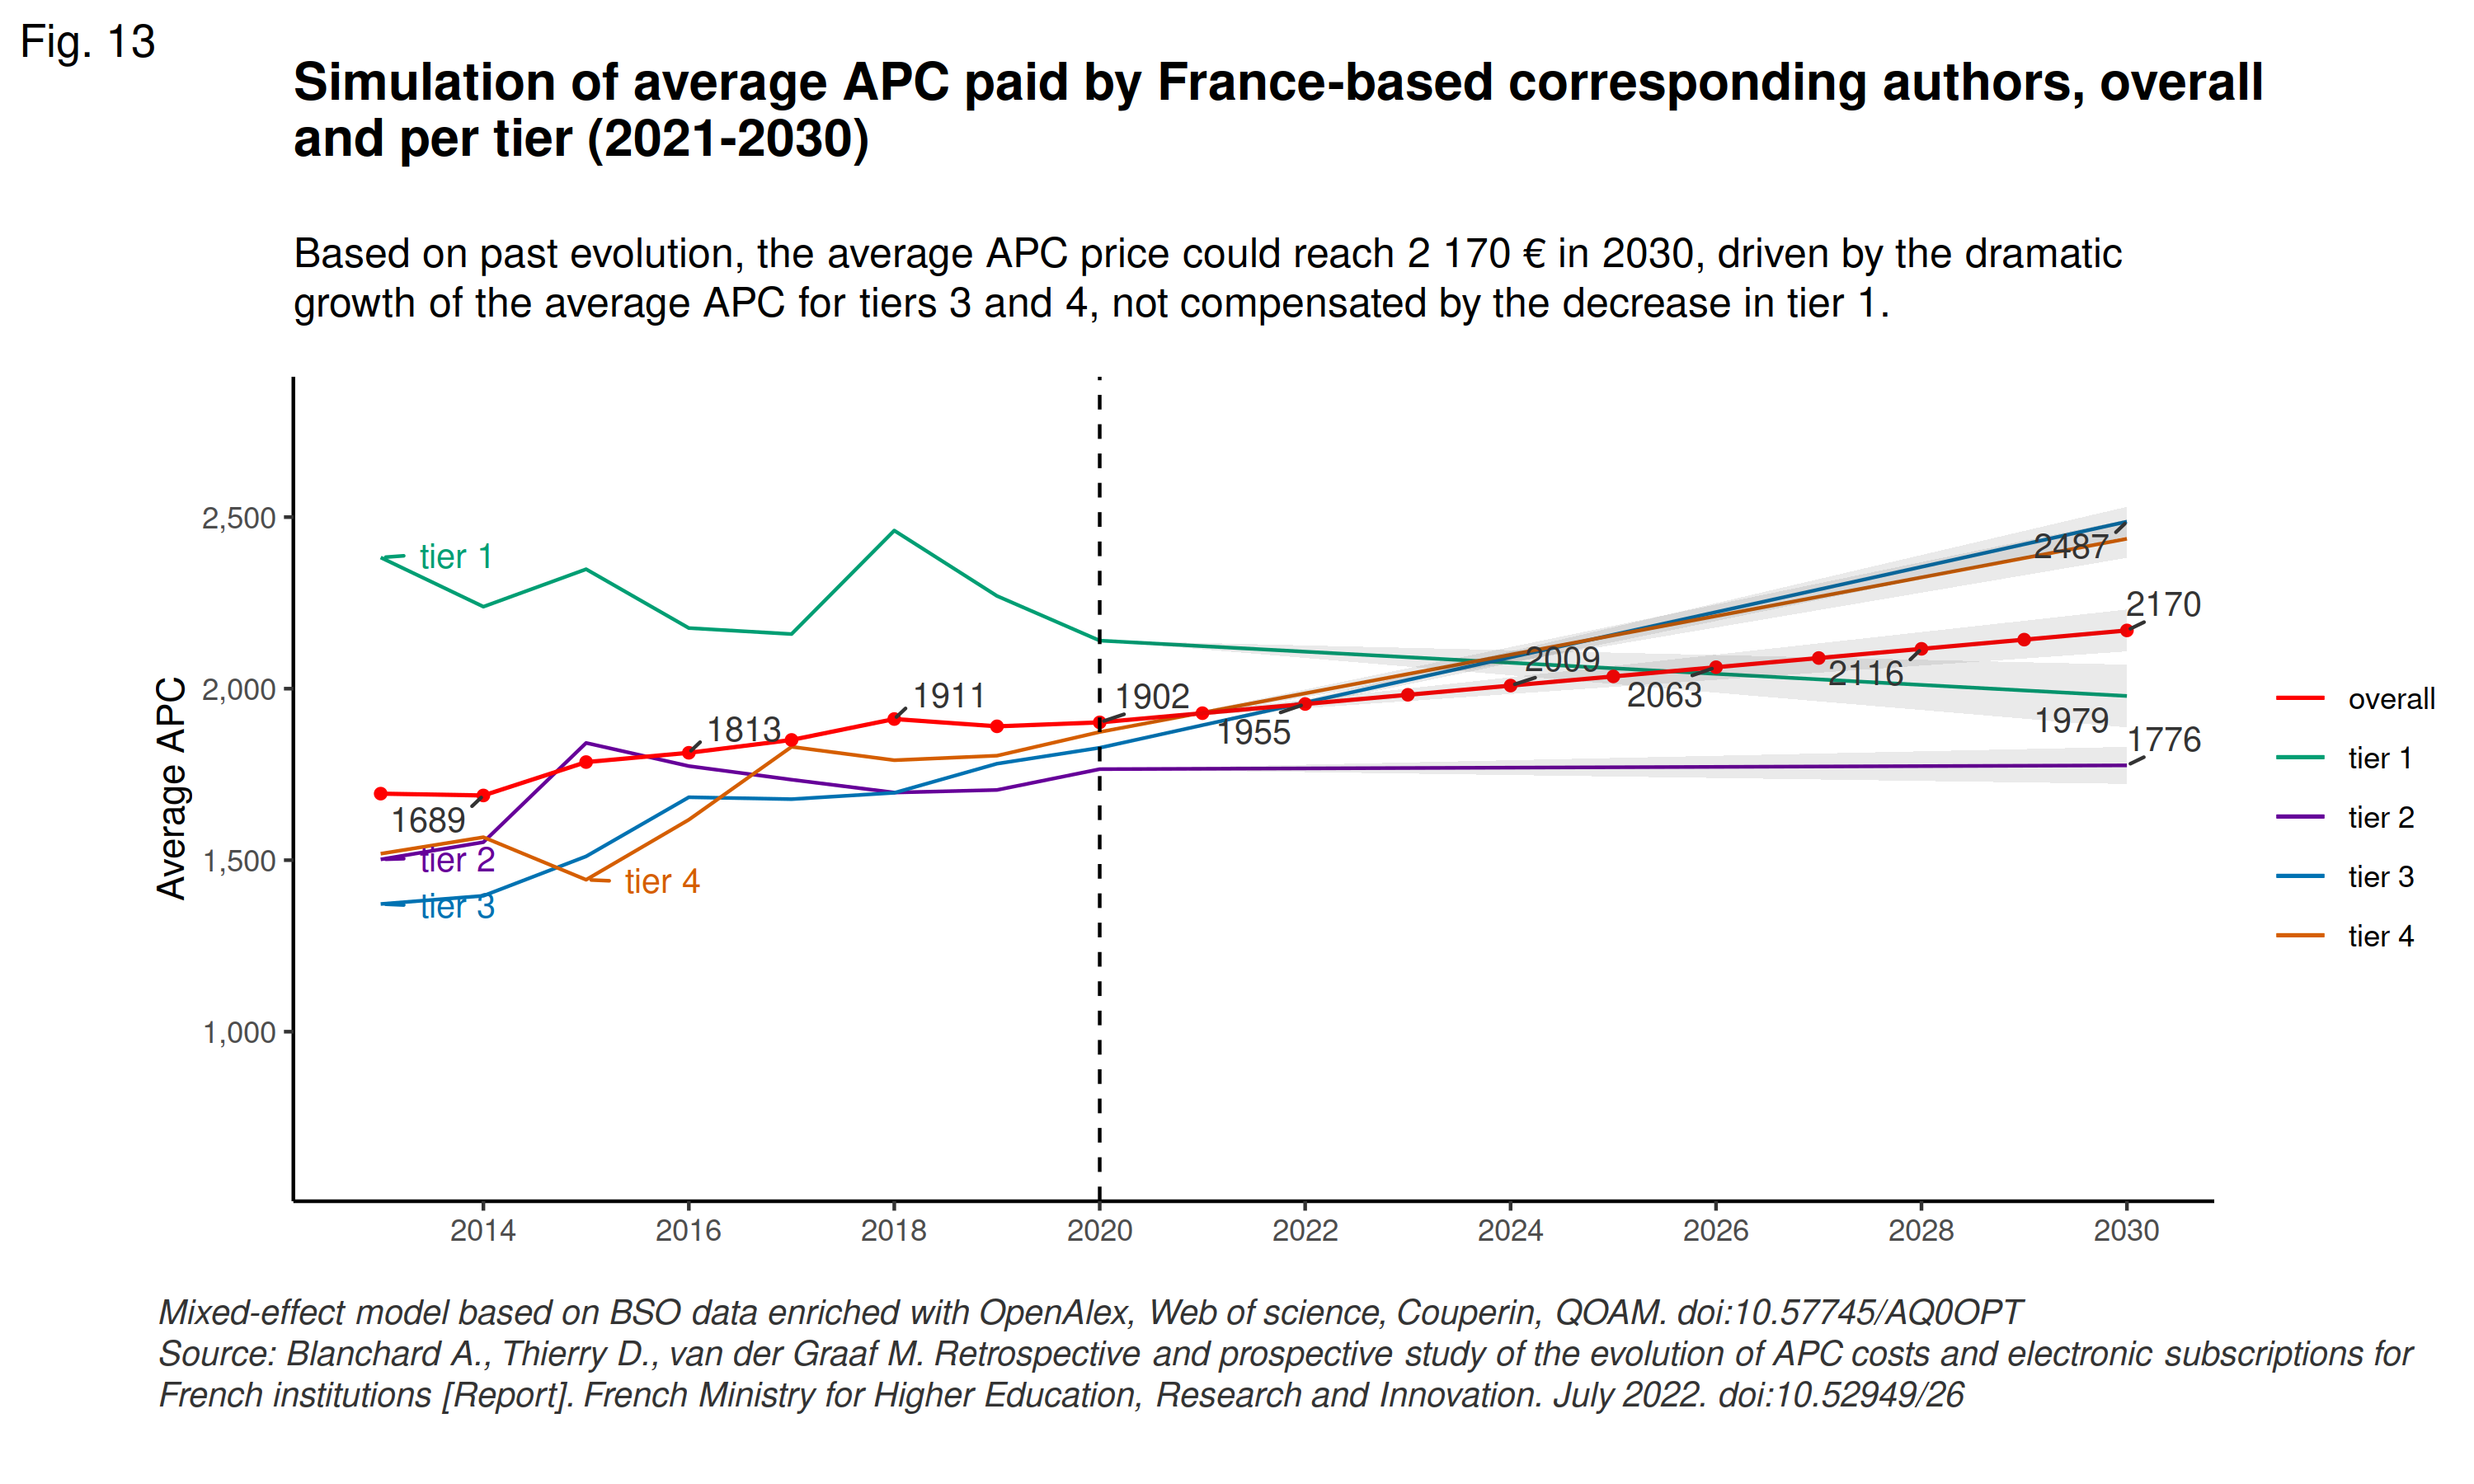 Fig. 13
Simulation of average APC paid by France-based corresponding authors, overall
and per tier (2021-2030)
Based on past evolution, the average APC price could reach 2 170 € in 2030, driven by the dramatic
growth of the average APC for tiers 3 and 4, not compensated by the decrease in tier 1.
Average APC
2,500
2,000
1,500
1,000
tier 1
tier 2
tier 3
tier 4
1689
1813
1911
1902
1955
2009
2063
2116
2487
2170
1979
1776
overall
tier 1
tier 2
tier 3
tier 4
2014
2016
2018
2020
2022
2024
2026
2028
2030
Mixed-effect model based on BSO data enriched with OpenAlex, Web of science, Couperin, QOAM. doi:10.57745/AQ0OPT
Source: Blanchard A., Thierry D., van der Graaf M. Retrospective and prospective study of the evolution of APC costs and electronic subscriptions for
French institutions [Report]. French Ministry for Higher Education, Research and Innovation. July 2022. doi:10.52949/26